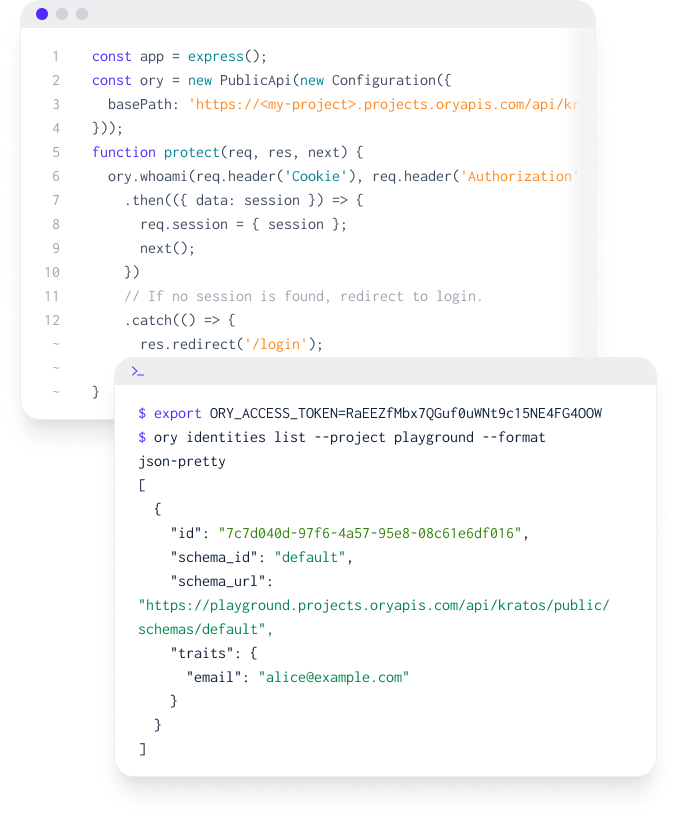 1 const app = express();
2 const ory = new PublicApi(new Configuration({
3 basePath: 'https://<my-project>.projects.oryapis.com/api/kr
4 }));
5 function protect(req, res, next) {
6 ory.whoami(req.header('Cookie'), req.header('Authorization'
7 .then(({ data: session }) => {
8 req.session = { session };
9 next();
10 })
11 // If no session is found, redirect to login.
12 .catch(() => {
~ res.redirect('/login');
~
~ }
>_
$ export ORY_ACCESS_TOKEN=RaEEZfMbx7QGuf0uWNt9c15NE4FG4OOW
$ ory identities list --project playground --format
json-pretty
[
{
"id": "7c7d040d-97f6-4a57-95e8-08c61e6df016",
"schema_id": "default",
"schema_url":
"https://playground.projects.oryapis.com/api/kratos/public/
schemas/default",
"traits": {
"email": "alice@example.com"
}
}
]